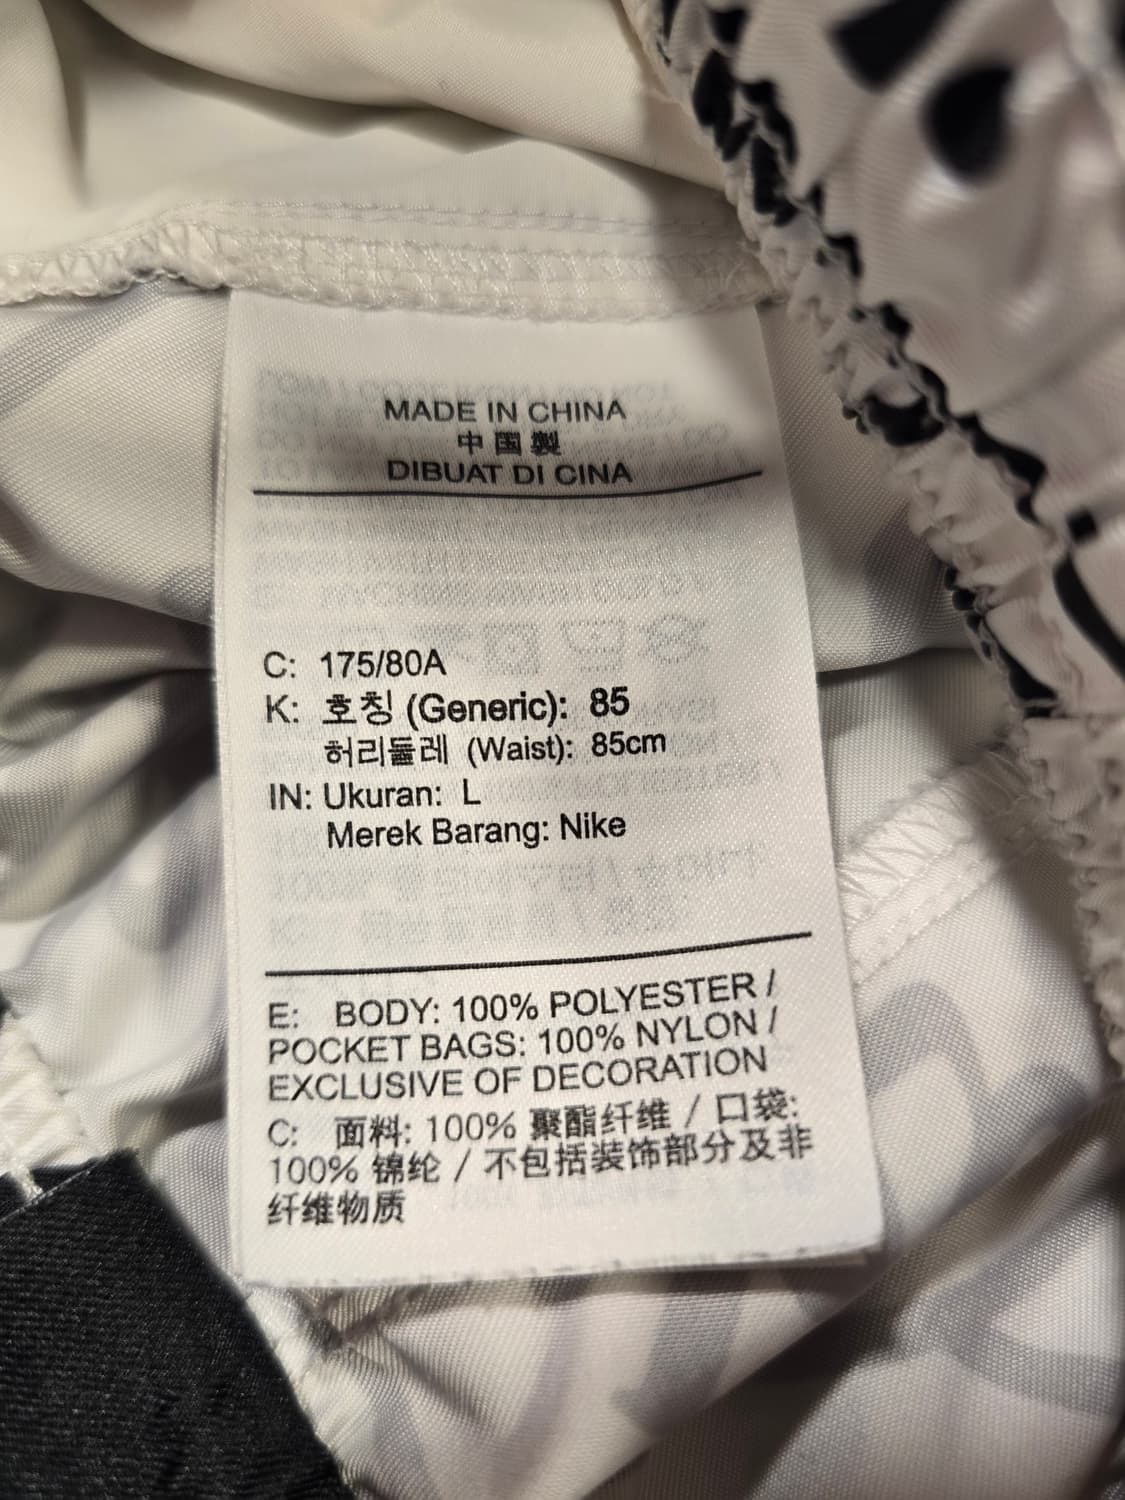 MADE IN CHINA
中国製
DIBUAT DI CINA
C: 175/80A
K: 호칭 (Generic): 85
허리둘레 (Waist): 85cm
IN: Ukuran: L
Merek Barang: Nike
E: BODY: 100% POLYESTER /
POCKET BAGS: 100% NYLON /
EXCLUSIVE OF DECORATION
C: 面料: 100% 聚酯纤维 / 口袋:
100% 锦纶 / 不包括装饰部分及非
纤维物质